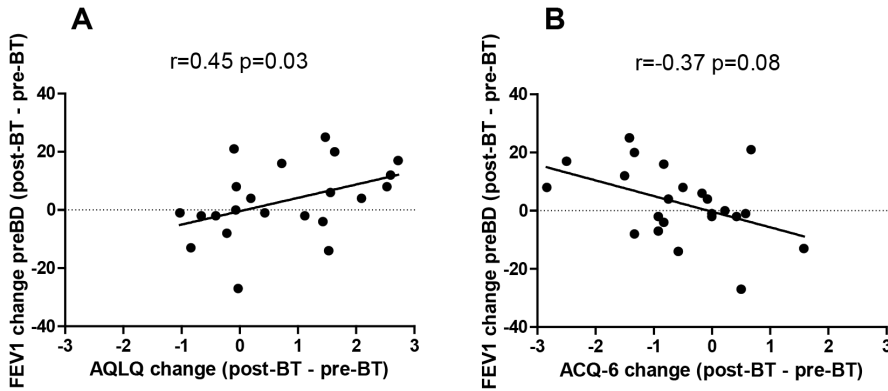 A
r=0.45 p=0.03
FEV1 change preBD (post-BT - pre-BT)
40
20
0
-20
-40
-3 -2 -1 0 1 2 3
AQLQ change (post-BT - pre-BT)
B
r=-0.37 p=0.08
FEV1 change preBD (post-BT - pre-BT)
40
20
0
-20
-40
-3 -2 -1 0 1 2 3
ACQ-6 change (post-BT - pre-BT)